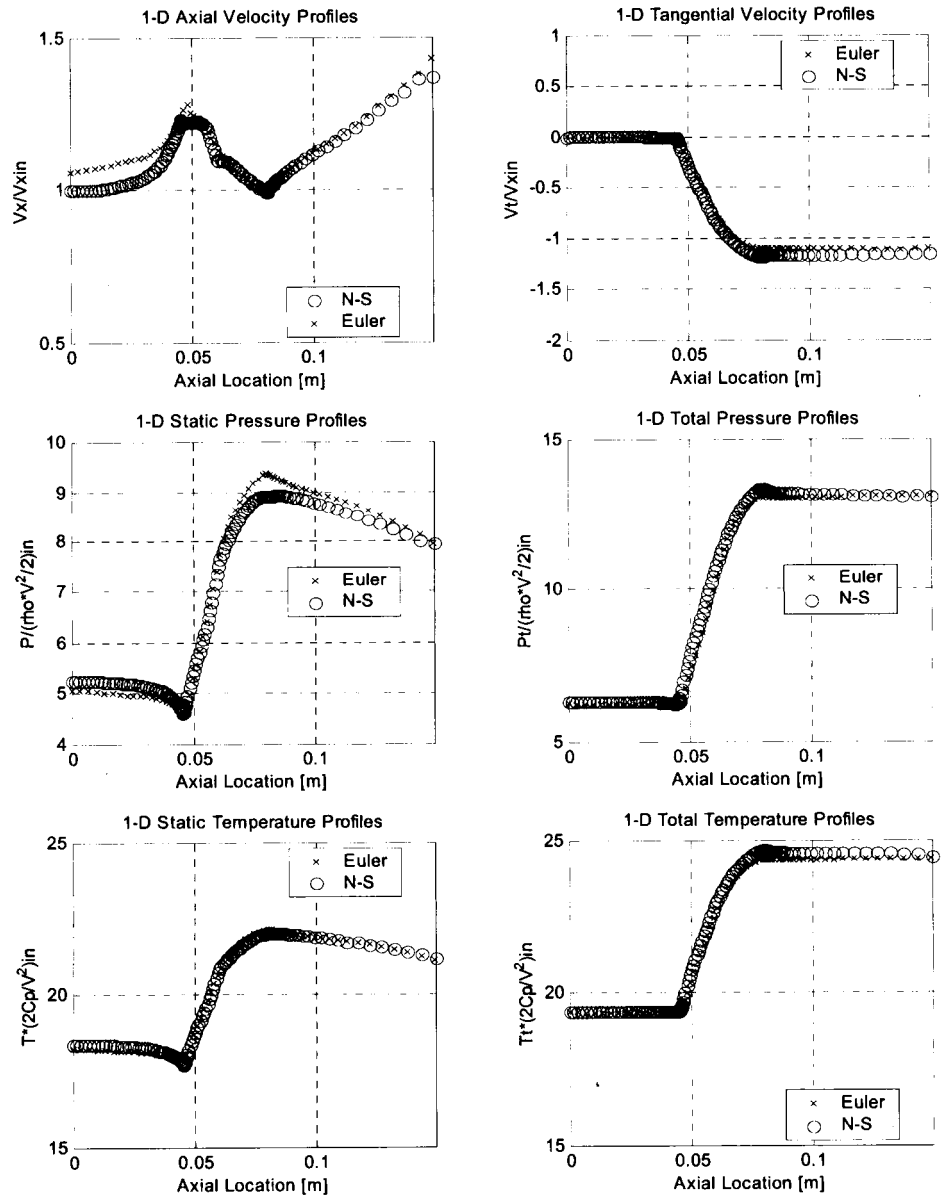 1-D Axial Velocity Profiles
1.5
1
0.5
Vx/Vxin
N-S
Euler
0
0.05
0.1
Axial Location [m]
1-D Tangential Velocity Profiles
1
0.5
0
-0.5
-1
-1.5
-2
Vt/Vxin
Euler
N-S
0
0.05
0.1
Axial Location [m]
1-D Static Pressure Profiles
10
9
8
7
6
5
4
P/(rho*V^2/2)in
Euler
N-S
0
0.05
0.1
Axial Location [m]
1-D Total Pressure Profiles
15
10
5
Pt/(rho*V^2/2)in
Euler
N-S
0
0.05
0.1
Axial Location [m]
1-D Static Temperature Profiles
25
20
15
T*(2Cp/V²)in
Euler
N-S
0
0.05
0.1
Axial Location [m]
1-D Total Temperature Profiles
25
20
15
Tt*(2Cp/V²)in
Euler
N-S
0
0.05
0.1
Axial Location [m]